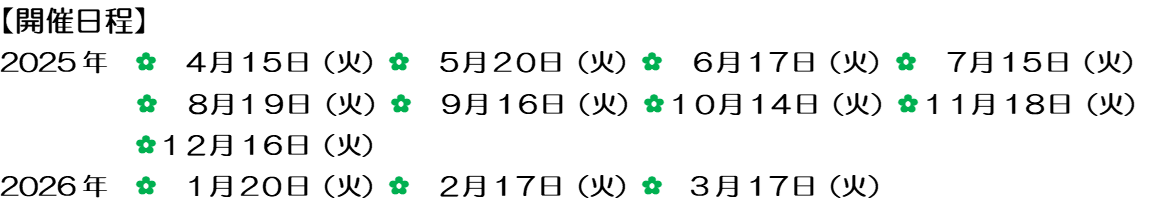 【開催日程】
2025年 ✿ 4月15日（火）✿ 5月20日（火）✿ 6月17日（火）✿ 7月15日（火）
✿ 8月19日（火）✿ 9月16日（火）✿10月14日（火）✿11月18日（火）
✿12月16日（火）
2026年 ✿ 1月20日（火）✿ 2月17日（火）✿ 3月17日（火）